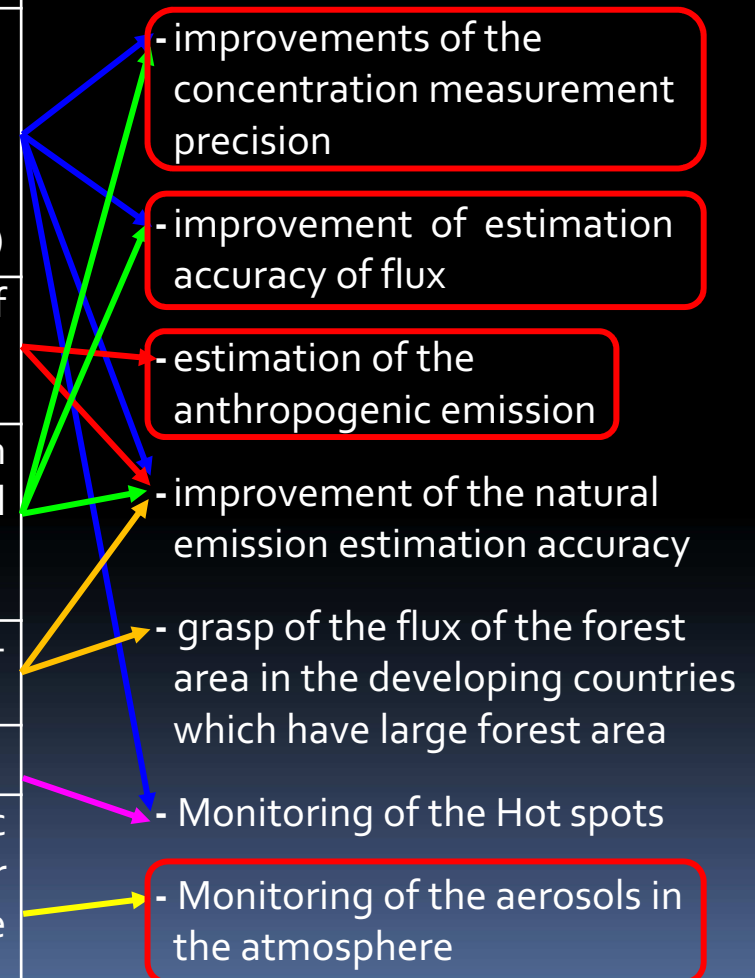 - improvements of the
concentration measurement
precision
)
- improvement of estimation
accuracy of flux
f
- estimation of the
anthropogenic emission
- improvement of the natural
emission estimation accuracy
- grasp of the flux of the forest
area in the developing countries
which have large forest area
- Monitoring of the Hot spots
- Monitoring of the aerosols in
e
the atmosphere